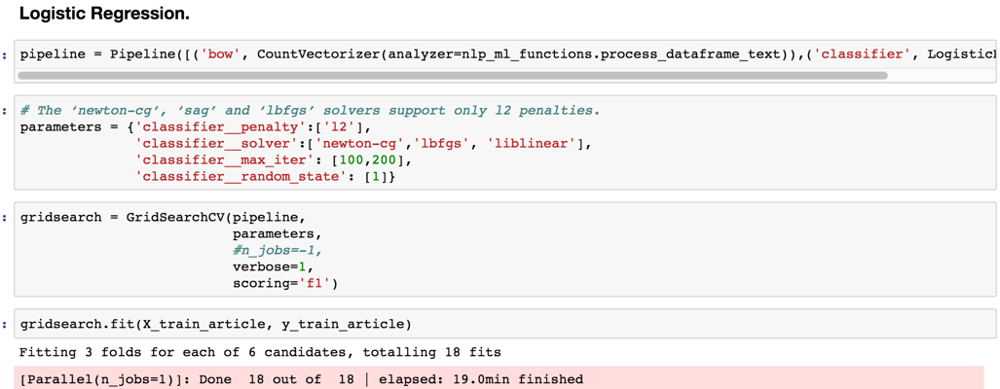 Logistic Regression.
: pipeline = Pipeline([('bow', CountVectorizer(analyzer=nlp_ml_functions.process_dataframe_text)),('classifier', Logistic
: # The ‘newton-cg’, ‘sag’ and ‘lbfgs’ solvers support only l2 penalties.
parameters = {'classifier__penalty':['l2'],
'classifier__solver':['newton-cg','lbfgs', 'liblinear'],
'classifier__max_iter': [100,200],
'classifier__random_state': [1]}
: gridsearch = GridSearchCV(pipeline,
parameters,
#n_jobs=-1,
verbose=1,
scoring='f1')
: gridsearch.fit(X_train_article, y_train_article)
Fitting 3 folds for each of 6 candidates, totalling 18 fits
[Parallel(n_jobs=1)]: Done  18 out of  18 | elapsed: 19.0min finished